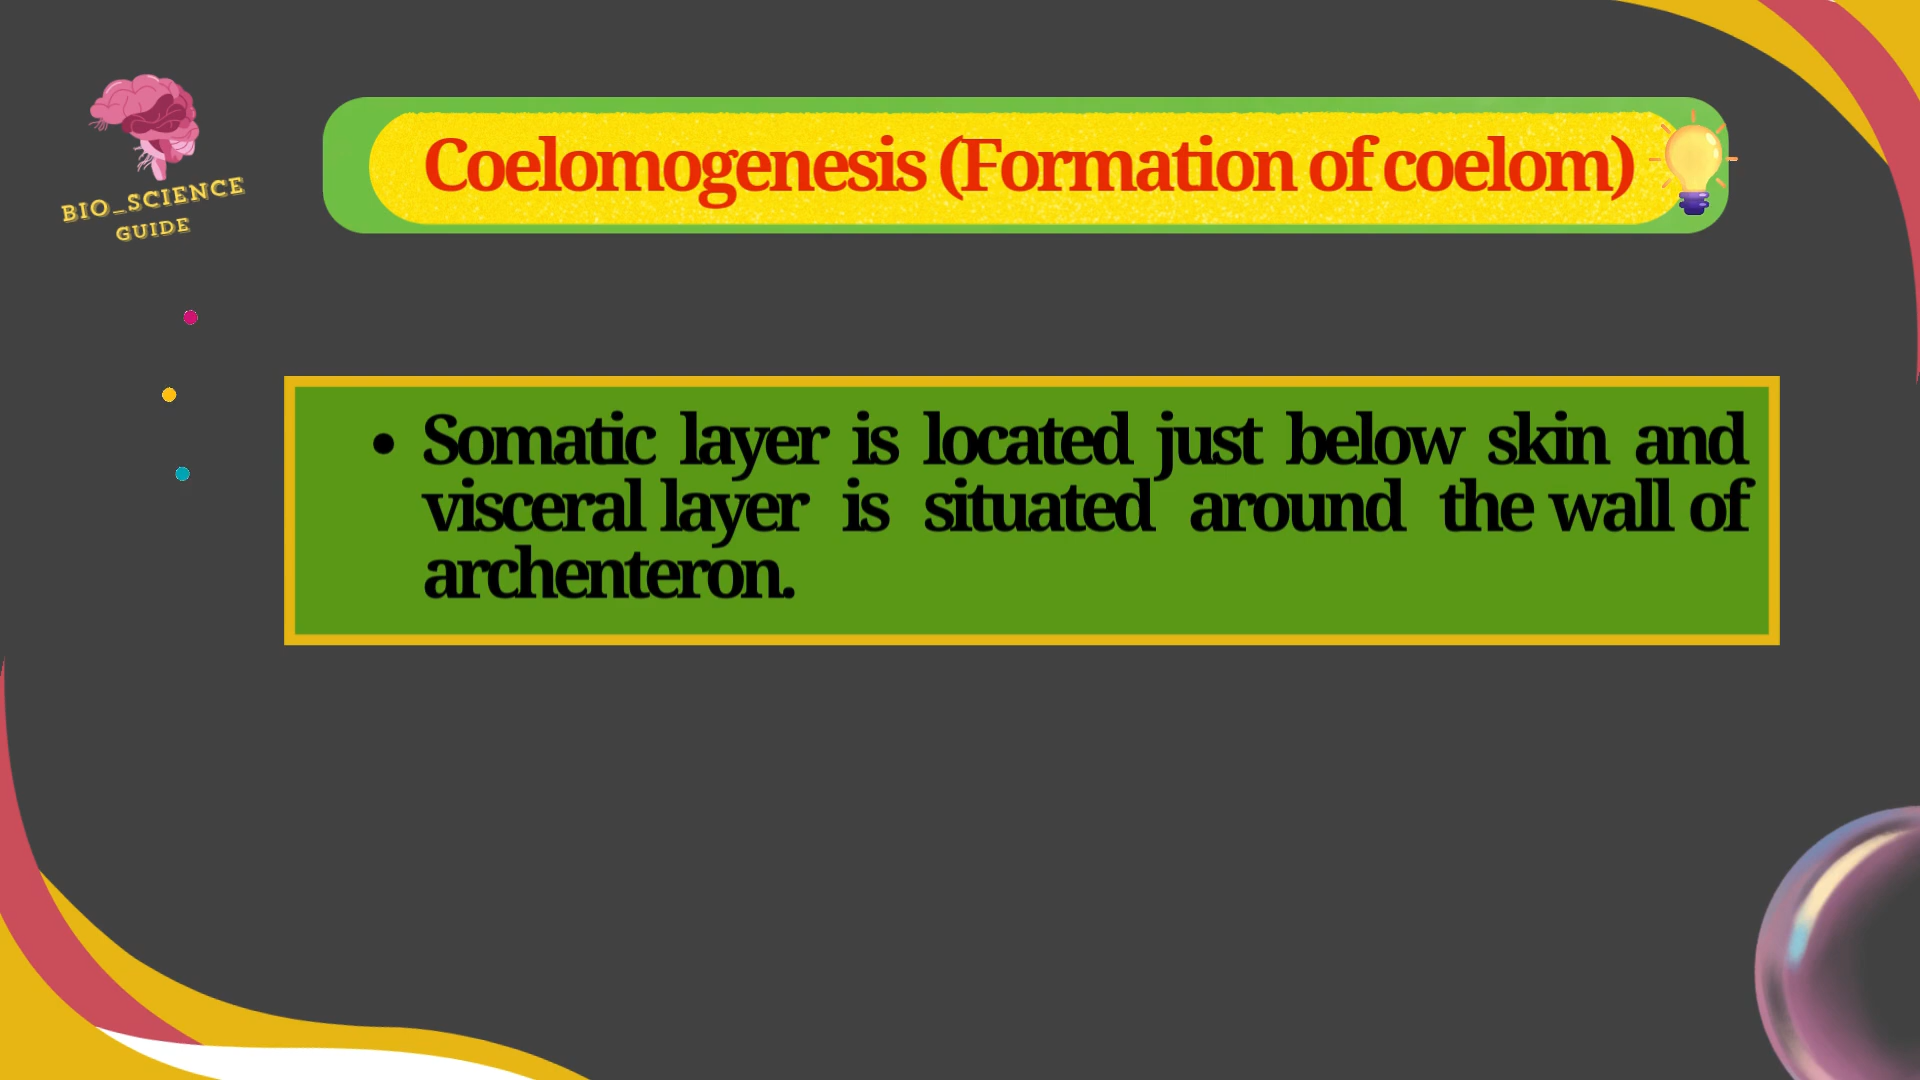 BIO_SCIENCE
GUIDE
Coelomogenesis (Formation of coelom)
• Somatic layer is located just below skin and
visceral layer is situated around the wall of
archenteron.